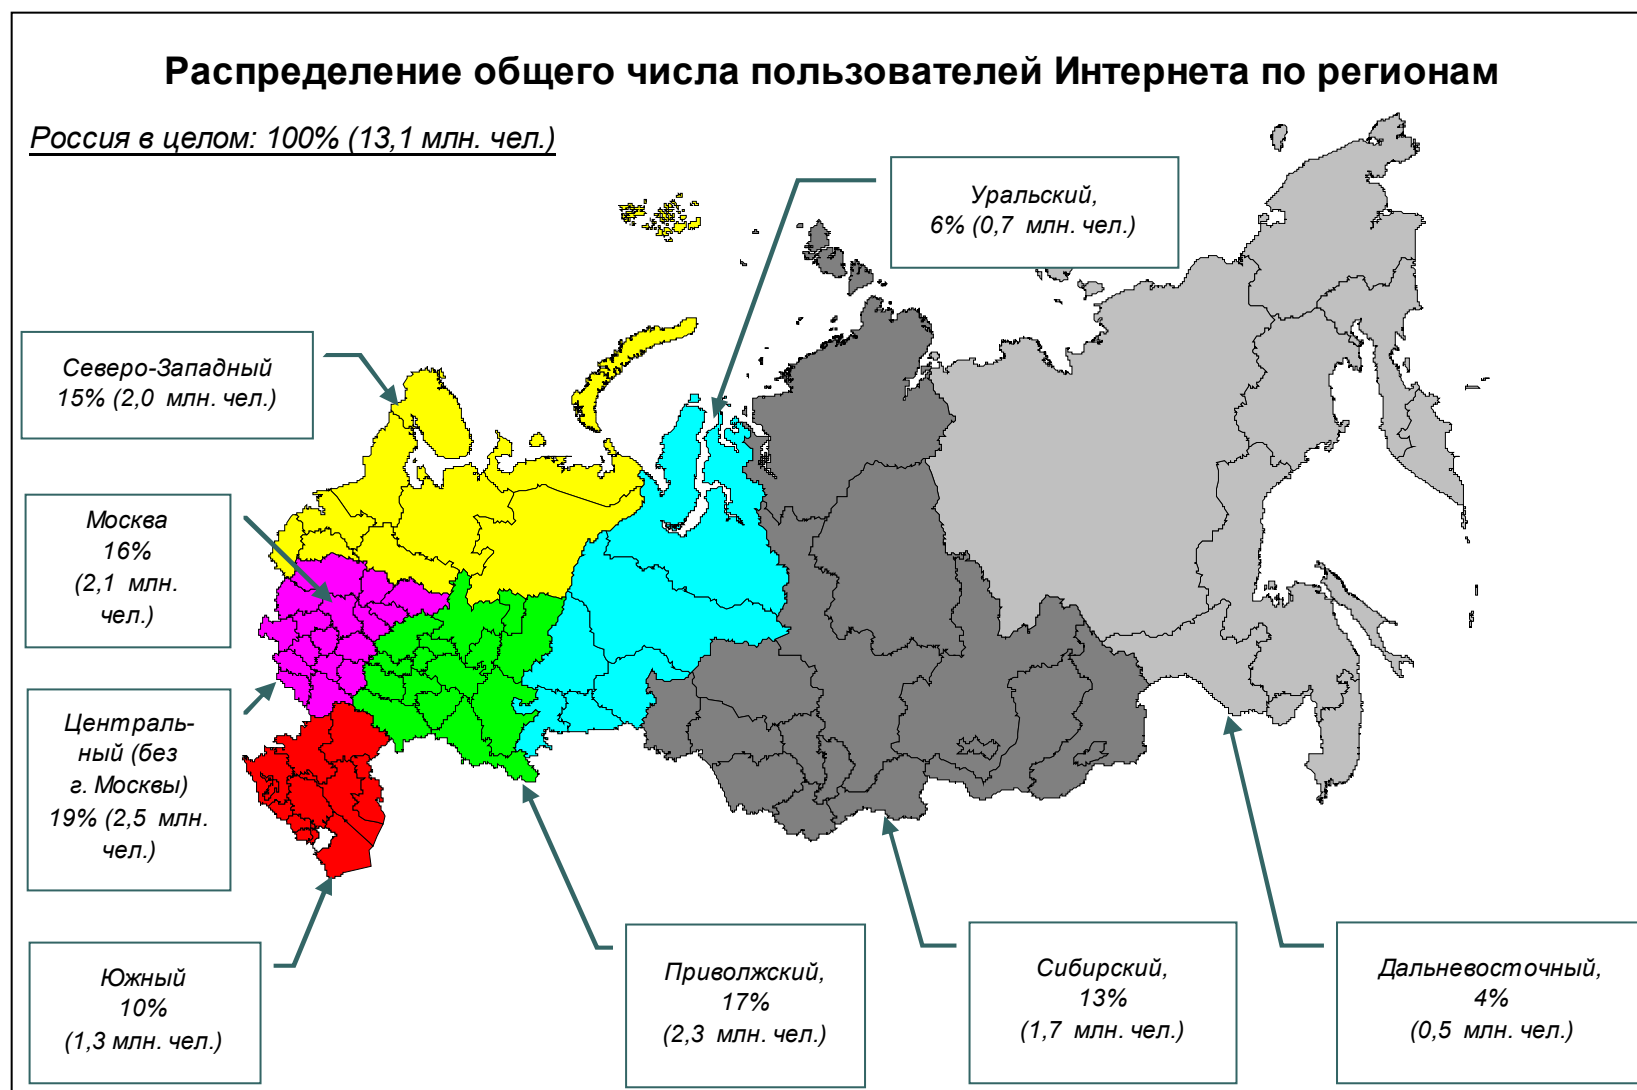 Распределение общего числа пользователей Интернета по регионам
Россия в целом: 100% (13,1 млн. чел.)
Уральский,
6% (0,7 млн. чел.)
Северо-Западный
15% (2,0 млн. чел.)
Москва
16%
(2,1 млн.
чел.)
Централь-
ный (без
г. Москвы)
19% (2,5 млн.
чел.)
Южный
10%
(1,3 млн. чел.)
Приволжский,
17%
(2,3 млн. чел.)
Сибирский,
13%
(1,7 млн. чел.)
Дальневосточный,
4%
(0,5 млн. чел.)